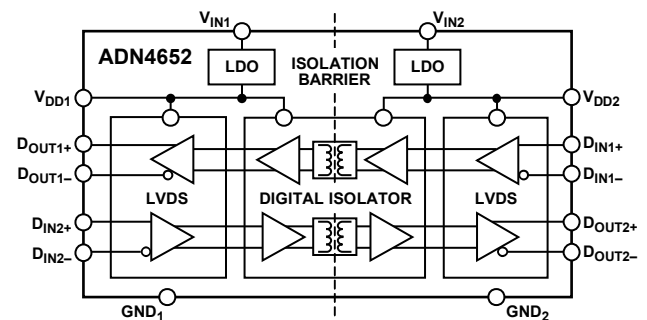 VIN1 VIN2
ADN4652
LDO LDO
ISOLATION
BARRIER
VDD1 VDD2
DOUT1+ DIN1+
DOUT1– DIN1–
LVDS DIGITAL ISOLATOR LVDS
DIN2+ DOUT2+
DIN2– DOUT2–
GND1 GND2